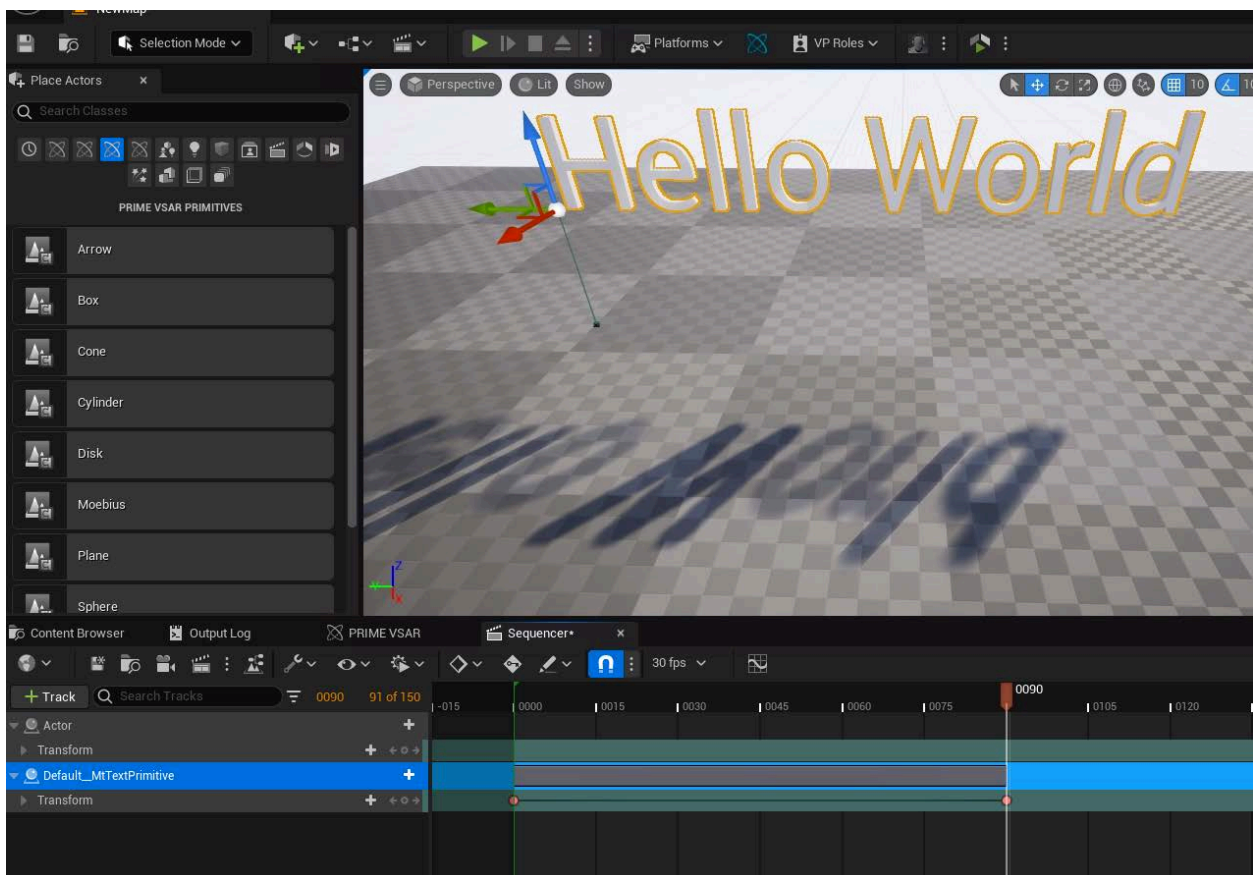 NewMap
Selection Mode
Platforms
VP Roles
Place Actors
Search Classes
PRIME VSAR PRIMITIVES
Arrow
Box
Cone
Cylinder
Disk
Moebius
Plane
Sphere
Perspective
Lit
Show
10
10
Hello World
Z
Y
X
Content Browser
Output Log
PRIME VSAR
Sequencer•
30 fps
Track
Search Tracks
0090
91 of 150
-015
0000
0015
0030
0045
0060
0075
0090
0105
0120
Actor
Transform
Default__MtTextPrimitive
Transform